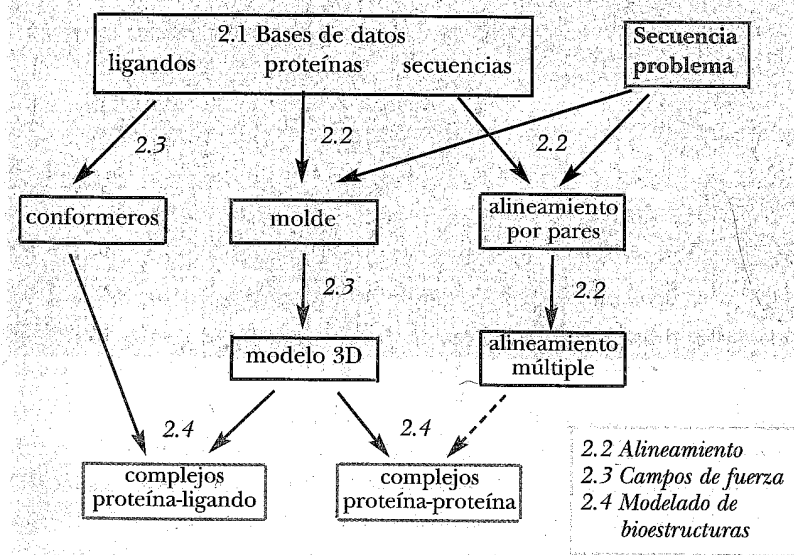 2.1 Bases de datos
ligandos proteínas secuencias
Secuencia
problema
2.3
2.2
2.2
conformeros
molde
alineamiento
por pares
2.3
2.2
modelo 3D
alineamiento
múltiple
2.4
2.4
complejos
proteína-ligando
complejos
proteína-proteína
2.2 Alineamiento
2.3 Campos de fuerza
2.4 Modelado de
bioestructuras